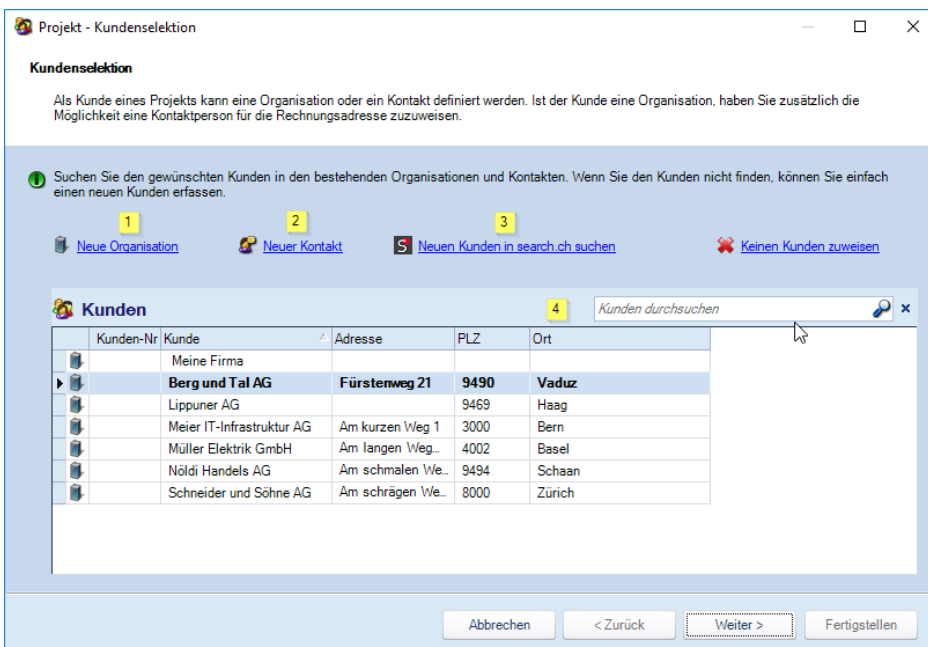 Projekt - Kundenselektion
Kundenselektion
Als Kunde eines Projekts kann eine Organisation oder ein Kontakt definiert werden. Ist der Kunde eine Organisation, haben Sie zusätzlich die
Möglichkeit eine Kontaktperson für die Rechnungsadresse zuzuweisen.
Suchen Sie den gewünschten Kunden in den bestehenden Organisationen und Kontakten. Wenn Sie den Kunden nicht finden, können Sie einfach
einen neuen Kunden erfassen.
1 2 3
Neue Organisation Neuer Kontakt Neuen Kunden in search.ch suchen Keinen Kunden zuweisen
Kunden 4 Kunden durchsuchen
Kunden-Nr Kunde Adresse PLZ Ort
Meine Firma
Berg und Tal AG Fürstenweg 21 9490 Vaduz
Lippuner AG 9469 Haag
Meier IT-Infrastruktur AG Am kurzen Weg 1 3000 Bern
Müller Elektrik GmbH Am langen Weg... 4002 Basel
Nöldi Handels AG Am schmalen We... 9494 Schaan
Schneider und Söhne AG Am schrägen We... 8000 Zürich
Abbrechen < Zurück Weiter > Fertigstellen